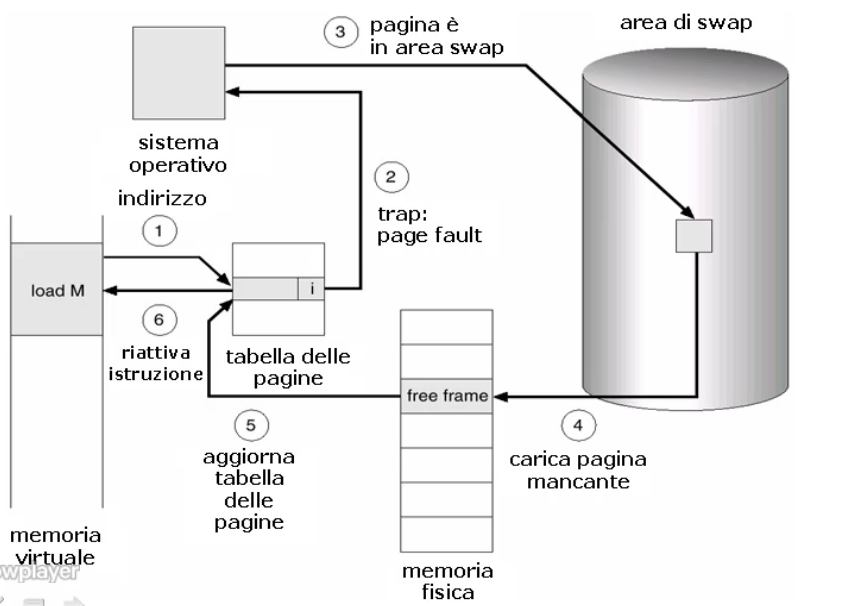 3
pagina è
in area swap
area di swap
sistema
operativo
indirizzo
1
2
trap:
page fault
load M
i
6
riattiva
istruzione
tabella delle
pagine
free frame
5
aggiorna
tabella
delle
pagine
4
carica pagina
mancante
memoria
virtuale
memoria
fisica